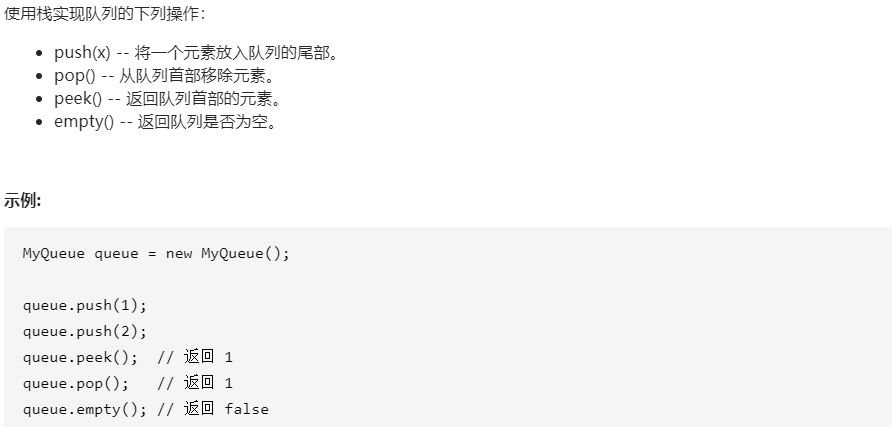 使用栈实现队列的下列操作：
• push(x) -- 将一个元素放入队列的尾部。
• pop() -- 从队列首部移除元素。
• peek() -- 返回队列首部的元素。
• empty() -- 返回队列是否为空。
示例:
MyQueue queue = new MyQueue();
queue.push(1);
queue.push(2);
queue.peek();  // 返回 1
queue.pop();   // 返回 1
queue.empty(); // 返回 false